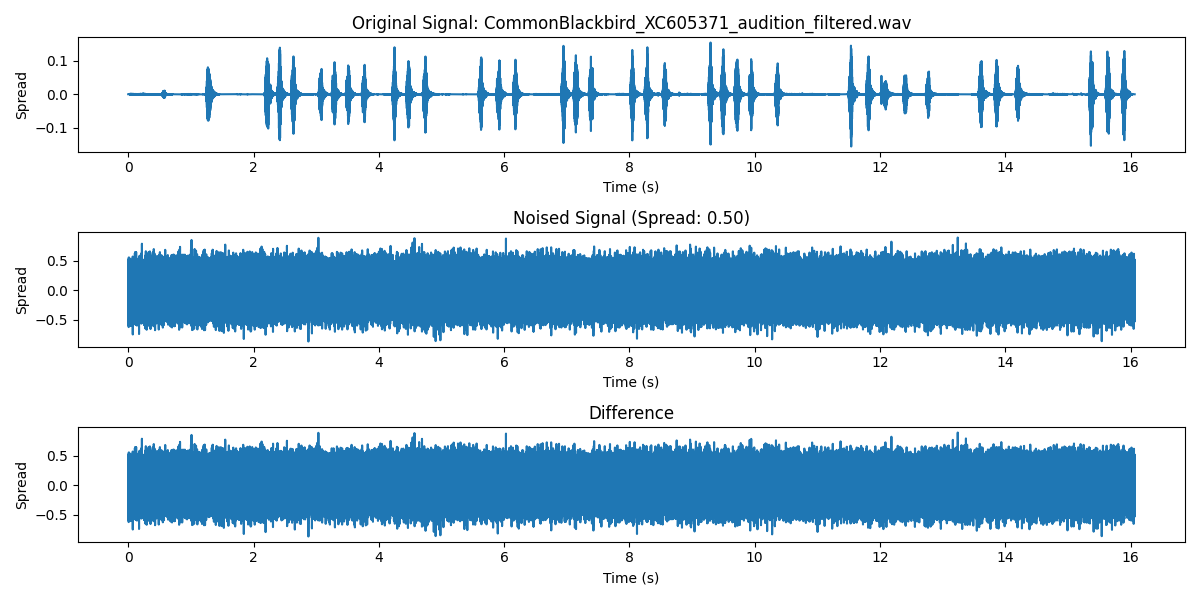 Original Signal: CommonBlackbird_XC605371_audition_filtered.wav
Spread
0.1
0.0
−0.1
0 2 4 6 8 10 12 14 16
Time (s)
Noised Signal (Spread: 0.50)
Spread
0.5
0.0
−0.5
0 2 4 6 8 10 12 14 16
Time (s)
Difference
Spread
0.5
0.0
−0.5
0 2 4 6 8 10 12 14 16
Time (s)